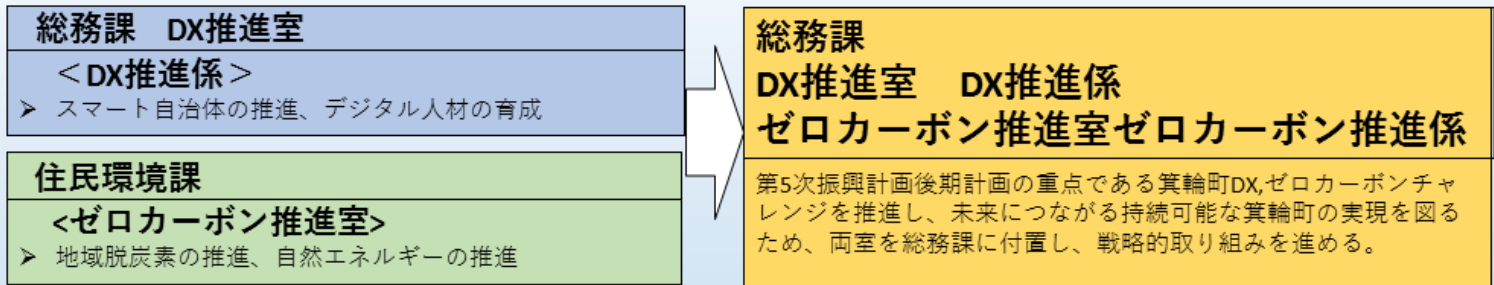 総務課　DX推進室
＜DX推進係＞
➢ スマート自治体の推進、デジタル人材の育成
住民環境課
<ゼロカーボン推進室>
➢ 地域脱炭素の推進、自然エネルギーの推進
総務課
DX推進室　DX推進係
ゼロカーボン推進室ゼロカーボン推進係
第5次振興計画後期計画の重点である箕輪町DX,ゼロカーボンチャ
レンジを推進し、未来につながる持続可能な箕輪町の実現を図る
ため、両室を総務課に付置し、戦略的取り組みを進める。